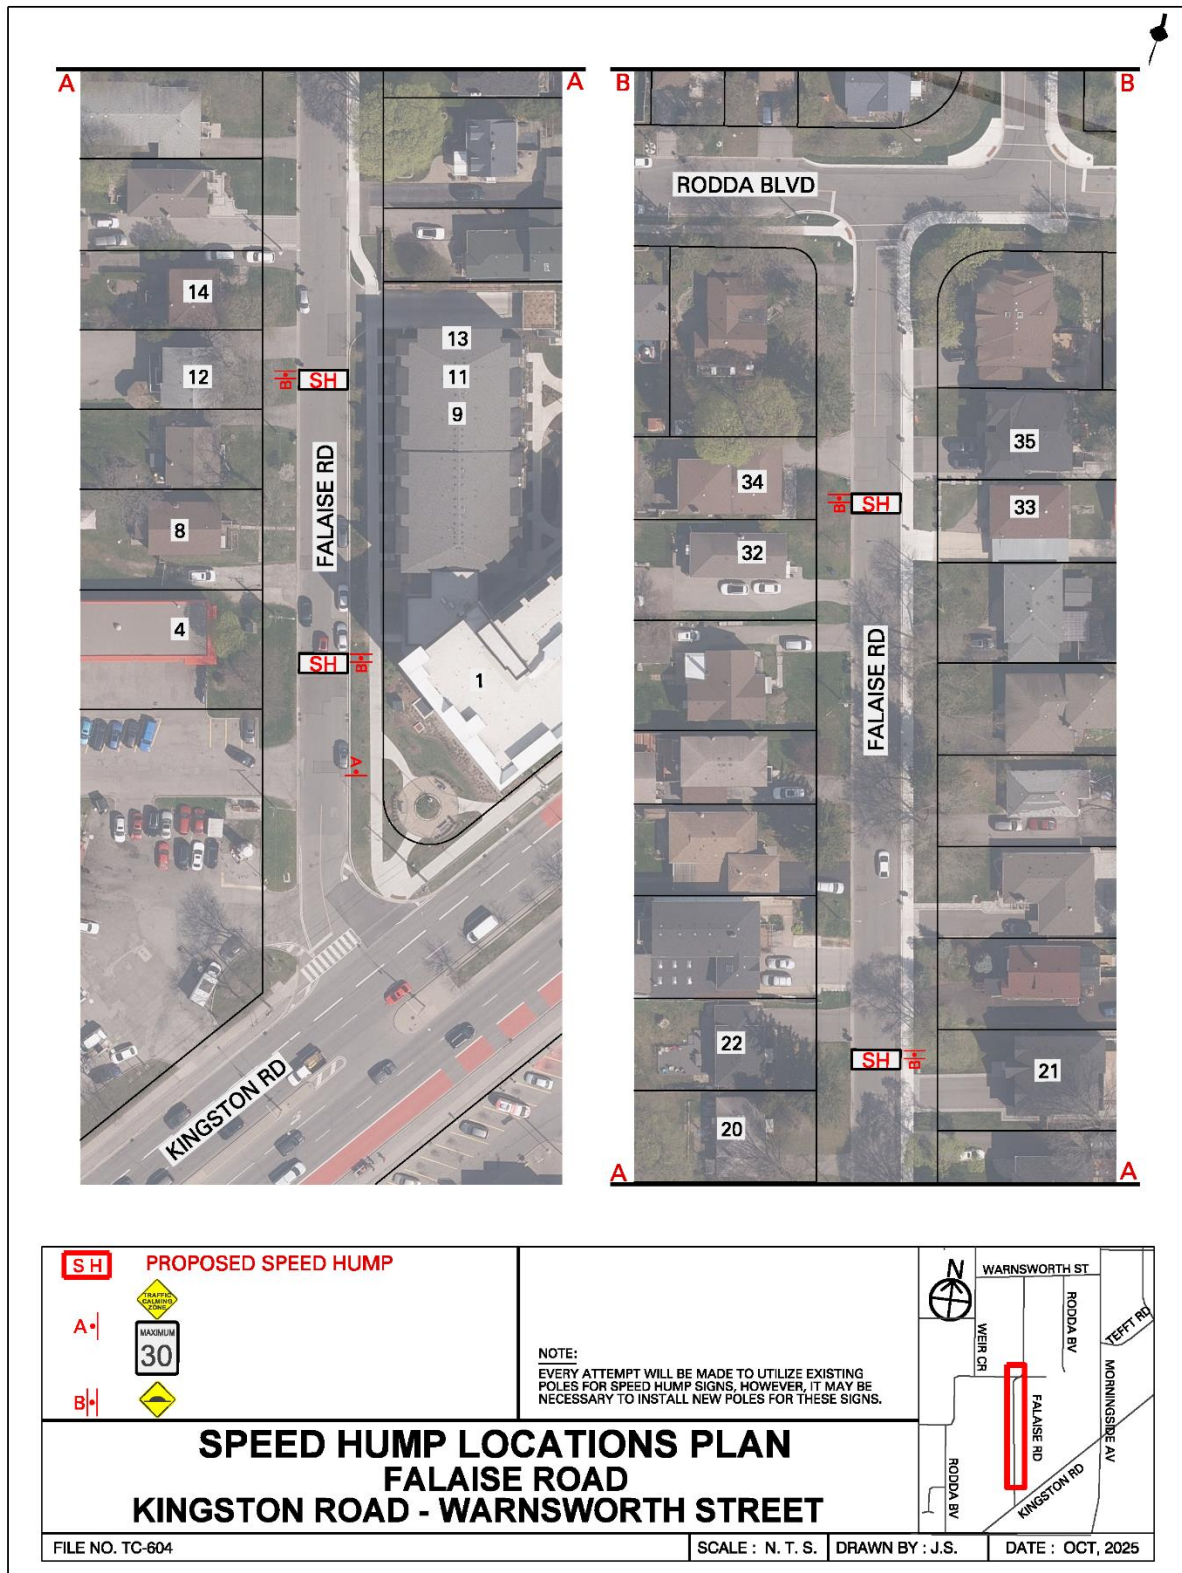 A
A
14
12
B
SH
13
11
9
FALAISE RD
8
4
SH
B
1
A
KINGSTON RD
B
B
RODDA BLVD
35
34
B
SH
33
32
FALAISE RD
22
SH
B
21
20
A
A
SH PROPOSED SPEED HUMP
TRAFFIC
CALMING
ZONE
A
MAXIMUM
30
B
NOTE:
EVERY ATTEMPT WILL BE MADE TO UTILIZE EXISTING
POLES FOR SPEED HUMP SIGNS, HOWEVER, IT MAY BE
NECESSARY TO INSTALL NEW POLES FOR THESE SIGNS.
N
WARNSWORTH ST
WEIR CR
RODDA BV
TEFFT RD
MORNINGSIDE AV
FALAISE RD
KINGSTON RD
RODDA BV
SPEED HUMP LOCATIONS PLAN
FALAISE ROAD
KINGSTON ROAD - WARNSWORTH STREET
FILE NO. TC-604
SCALE : N. T. S.
DRAWN BY : J.S.
DATE : OCT, 2025